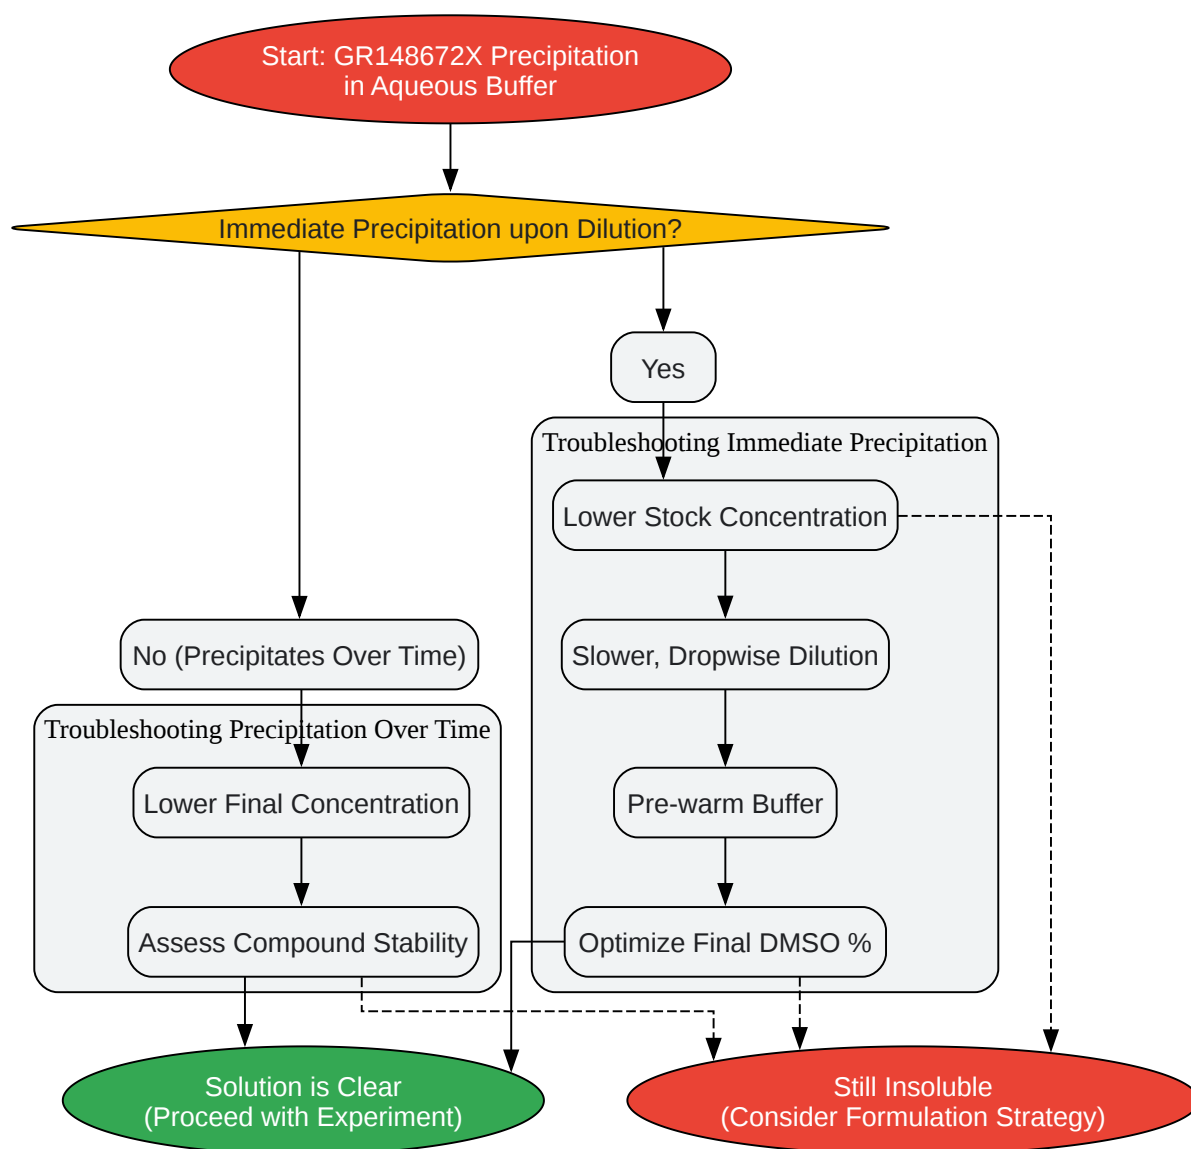 Start: GR148672X Precipitation
in Aqueous Buffer
Immediate Precipitation upon Dilution?
Yes
Troubleshooting Immediate Precipitation
Lower Stock Concentration
Slower, Dropwise Dilution
No (Precipitates Over Time)
Troubleshooting Precipitation Over Time
Lower Final Concentration
Pre-warm Buffer
Assess Compound Stability
Optimize Final DMSO %
Solution is Clear
(Proceed with Experiment)
Still Insoluble
(Consider Formulation Strategy)